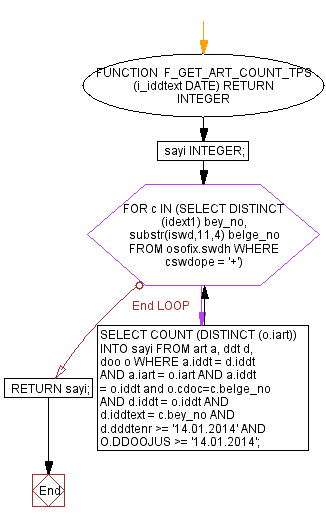 FUNCTION F_GET_ART_COUNT_TPS
(i_iddtext DATE) RETURN
INTEGER
sayi INTEGER;
FOR c IN (SELECT DISTINCT
(idext1) bey_no,
substr(iswd,11,4) belge_no
FROM osofix.swdh WHERE
cswdope = '+')
End LOOP
SELECT COUNT (DISTINCT (o.iart))
INTO sayi FROM art a, ddt d,
doo o WHERE a.iddt = d.iddt
AND a.iart = o.iart AND a.iddt
= o.iddt and o.cdoc=c.belge_no
AND d.iddt = o.iddt AND
d.iddtext = c.bey_no AND
d.dddtenr >= '14.01.2014' AND
O.DDOOJUS >= '14.01.2014';
RETURN sayi;
End